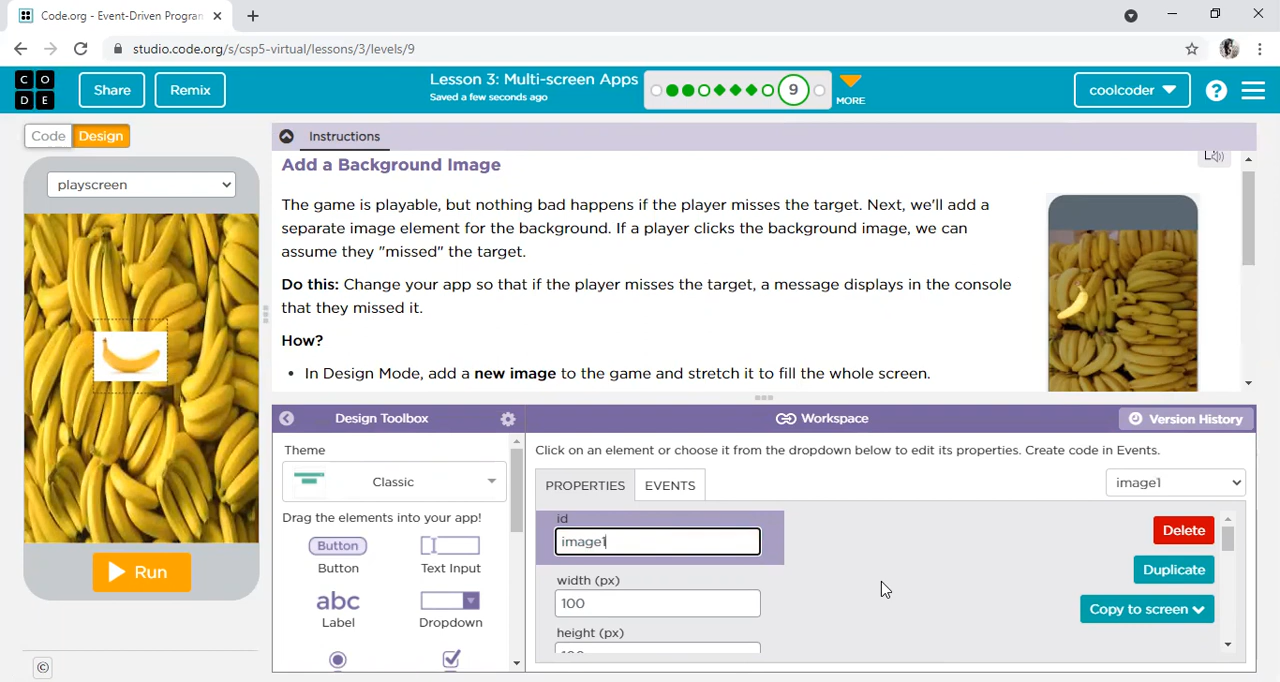 Code.org - Event-Driven Progran
studio.code.org/s/csp5-virtual/lessons/3/levels/9
C O
D E
Share
Remix
Lesson 3: Multi-screen Apps
Saved a few seconds ago
9
MORE
coolcoder
?
Code
Design
Instructions
playscreen
Add a Background Image
The game is playable, but nothing bad happens if the player misses the target. Next, we'll add a
separate image element for the background. If a player clicks the background image, we can
assume they "missed" the target.
Do this: Change your app so that if the player misses the target, a message displays in the console
that they missed it.
How?
• In Design Mode, add a new image to the game and stretch it to fill the whole screen.
Design Toolbox
Workspace
Version History
Theme
Click on an element or choose it from the dropdown below to edit its properties. Create code in Events.
Classic
PROPERTIES
EVENTS
image1
Drag the elements into your app!
id
image1
Delete
Button
Button
Text Input
Run
Duplicate
width (px)
100
abc
Label
Dropdown
Copy to screen
height (px)
100
©